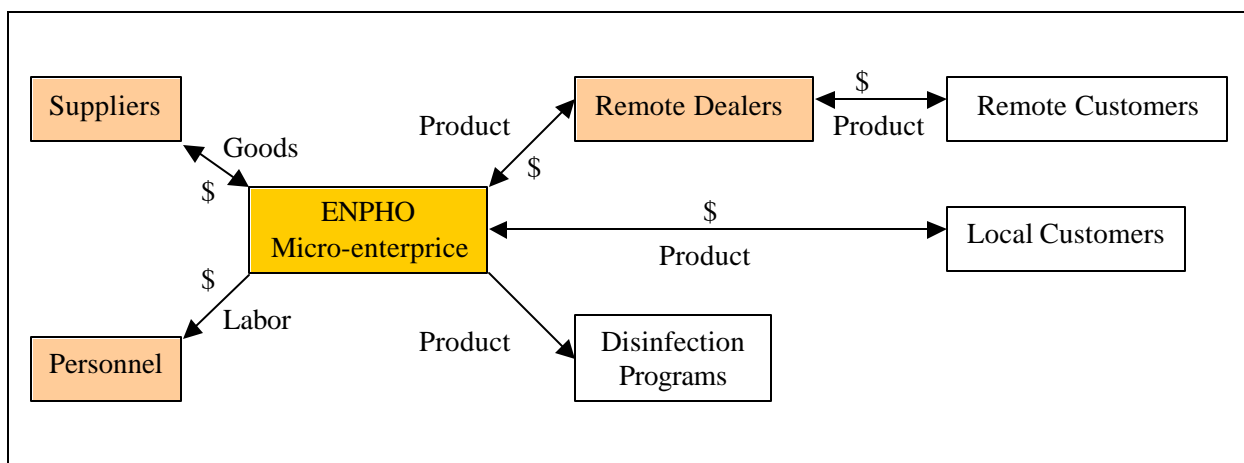 Suppliers
Remote Dealers
$
Remote Customers
Product
Product
Goods
$
$
ENPHO
Micro-enterprice
$
Local Customers
Product
$
Labor
Personnel
Product
Disinfection
Programs